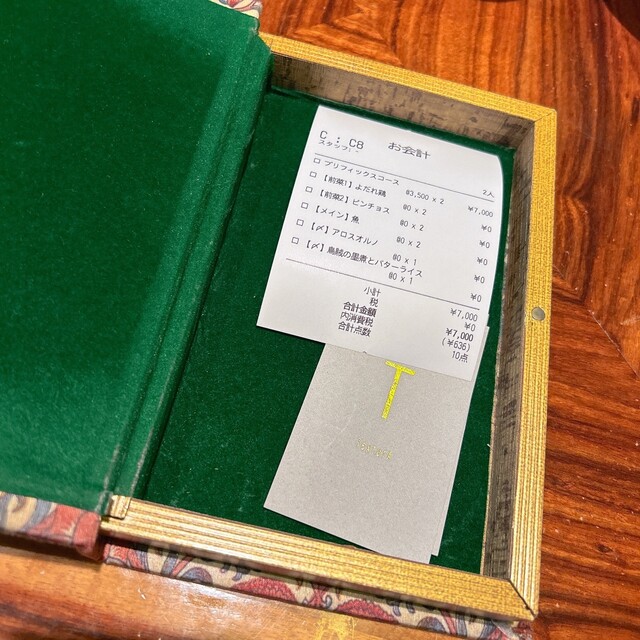 C : C8 お会計
スタッフ:
2人
□ プリフィックスコース
@3,500 x 2 ¥7,000
□ 【前菜1】よだれ鶏
@0 x 2 ¥0
□ 【前菜2】ピンチョス
@0 x 2 ¥0
□ 【メイン】魚
@0 x 2 ¥0
□ 【〆】アロスオルノ
@0 x 1 ¥0
□ 【〆】烏賊の墨煮とバターライス
@0 x 1 ¥0
小計 ¥7,000
税 ¥0
合計金額 ¥7,000
内消費税 (¥636)
合計点数 10点